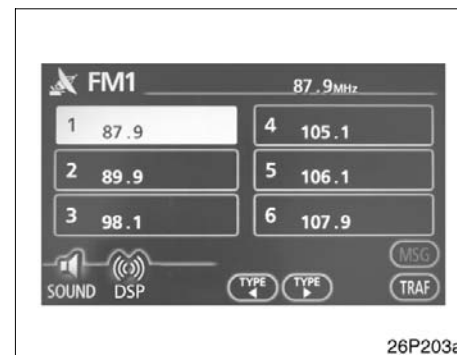 FM1 87.9MHz
1 87.9
2 89.9
3 98.1
4 105.1
5 106.1
6 107.9
MSG
SOUND DSP TYPE TYPE TRAF
26P203a